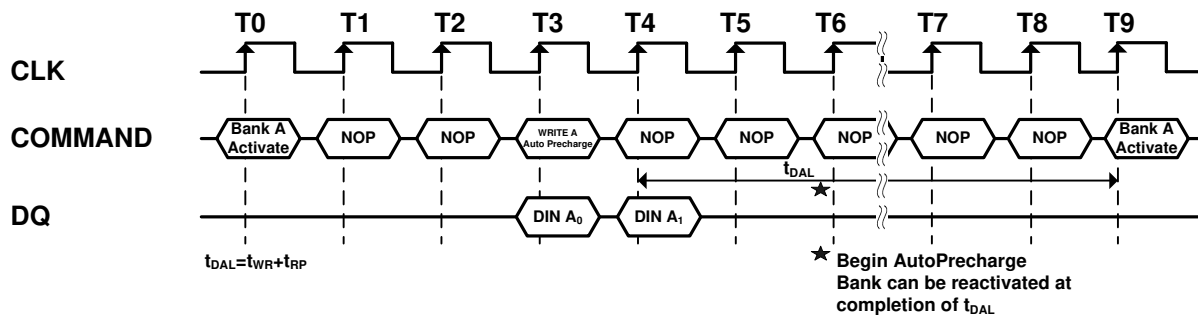 T0 T1 T2 T3 T4 T5 T6 T7 T8 T9
CLK
COMMAND
Bank A
Activate
NOP
NOP
WRITE A
Auto Precharge
NOP
NOP
NOP
NOP
NOP
Bank A
Activate
tDAL
DQ
DIN A0
DIN A1
tDAL=tWR+tRP
Begin AutoPrecharge
Bank can be reactivated at
completion of tDAL